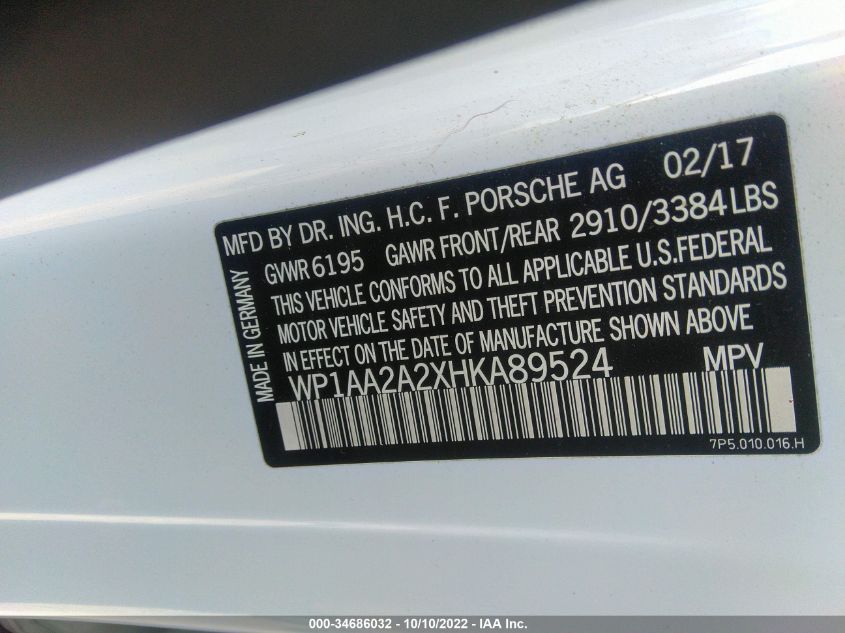 MFD BY DR. ING. H.C. F. PORSCHE AG 02/17
GVWR 6195 GAWR FRONT/REAR 2910/3384LBS
THIS VEHICLE CONFORMS TO ALL APPLICABLE U.S.FEDERAL
MOTOR VEHICLE SAFETY AND THEFT PREVENTION STANDARDS
IN EFFECT ON THE DATE OF MANUFACTURE SHOWN ABOVE
WP1AA2A2XHKA89524 MPV
MADE IN GERMANY
7P5.010.016.H
000-34686032 - 10/10/2022 - IAA Inc.